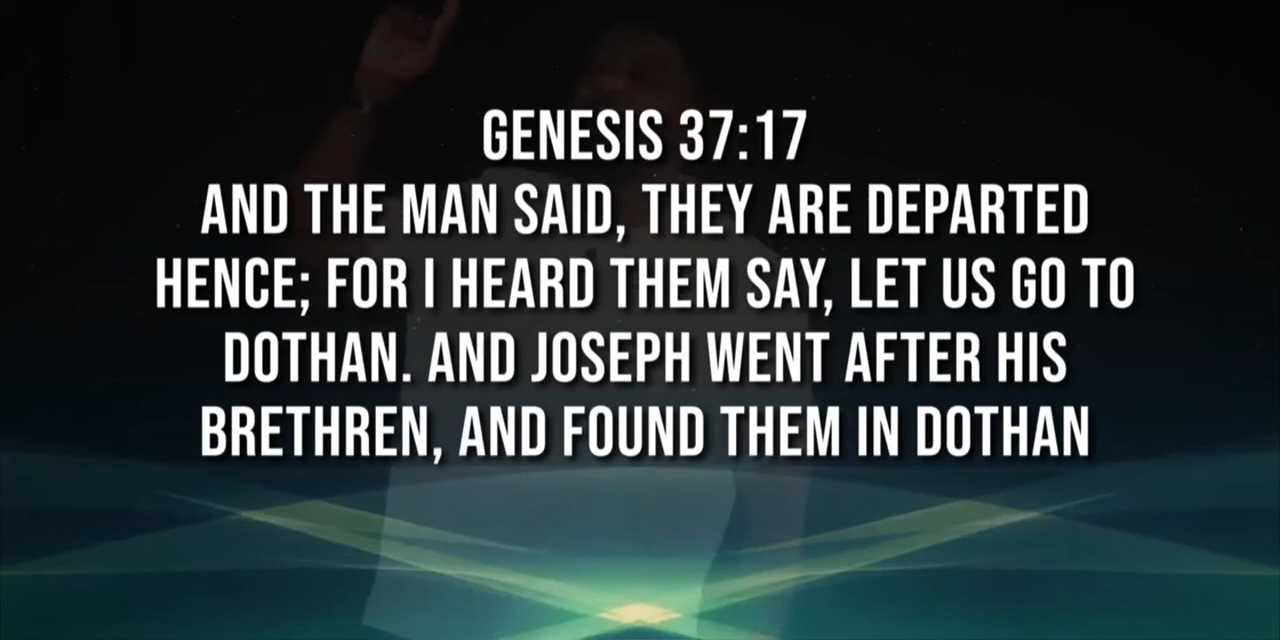 GENESIS 37:17
AND THE MAN SAID, THEY ARE DEPARTED
HENCE; FOR I HEARD THEM SAY, LET US GO TO
DOTHAN. AND JOSEPH WENT AFTER HIS
BRETHREN, AND FOUND THEM IN DOTHAN